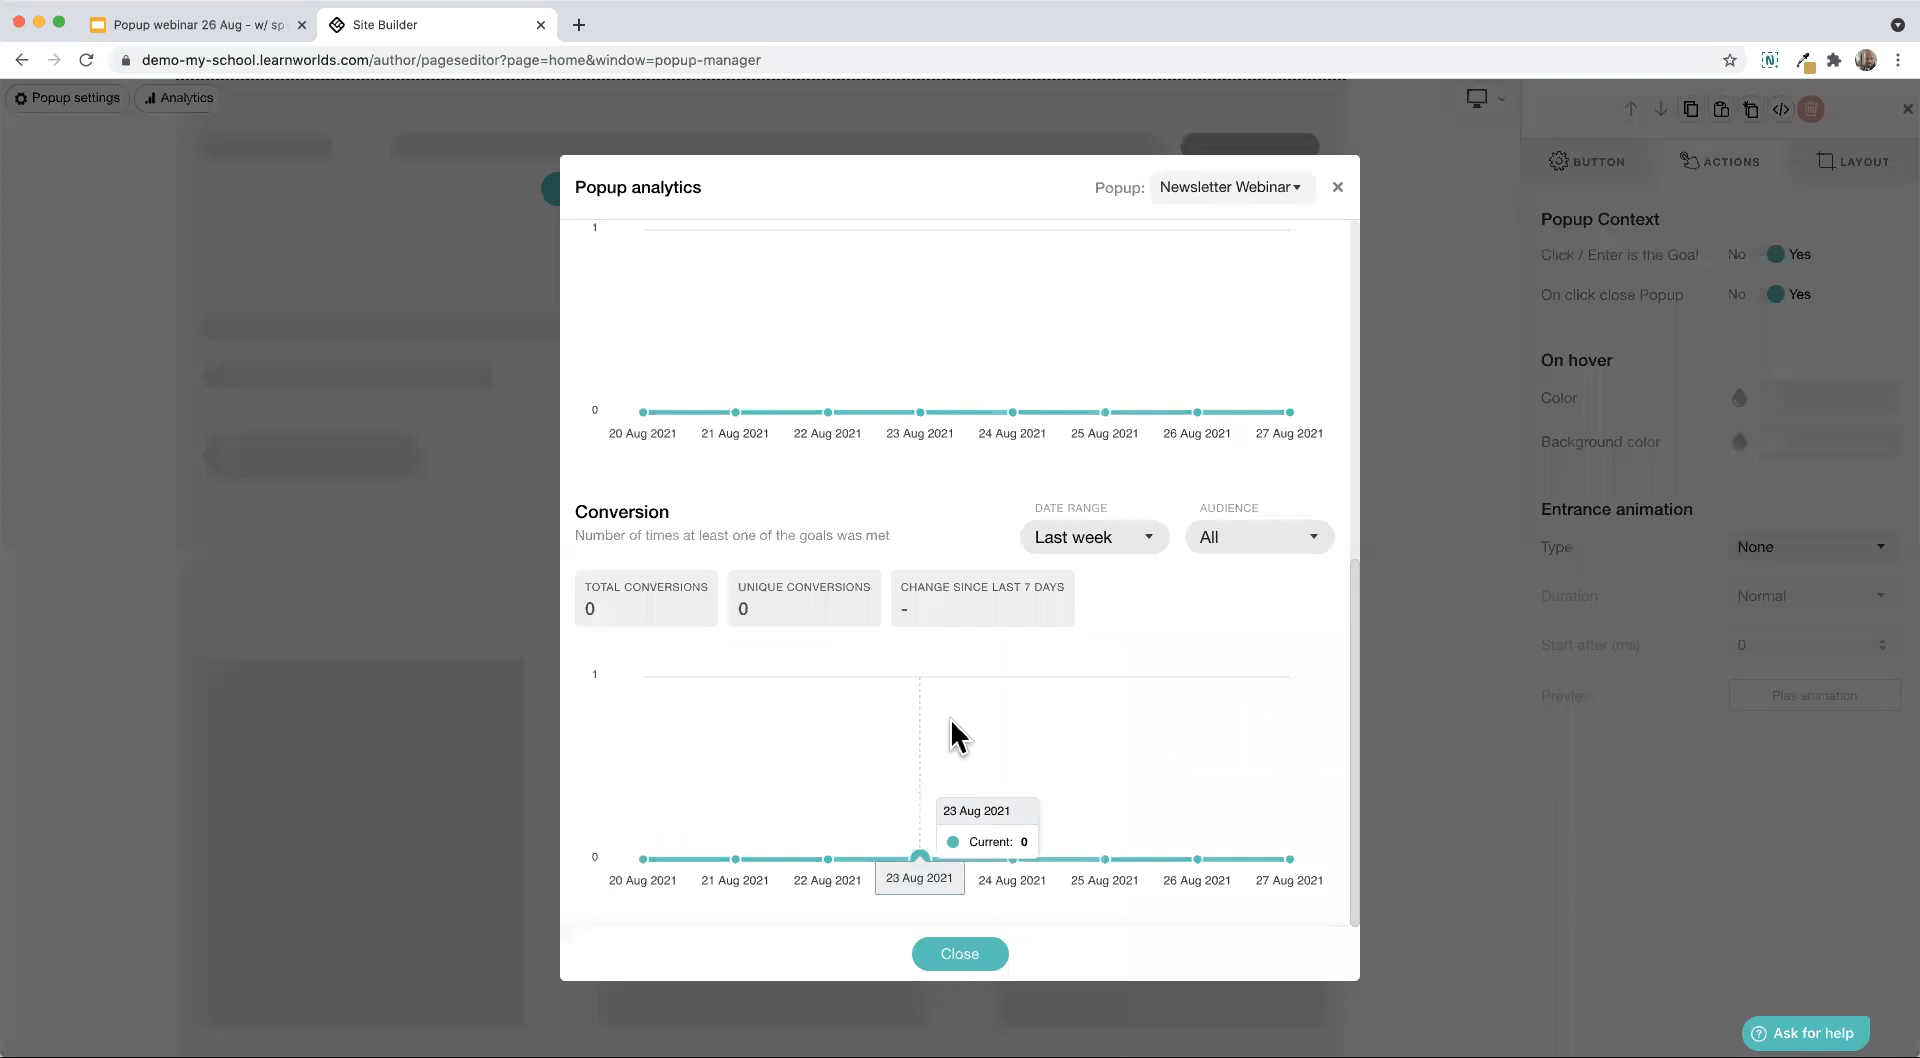 Popup webinar 26 Aug - w/ sp
Site Builder
demo-my-school.learnworlds.com/author/pageseditor?page=home&window=popup-manager
Popup settings
Analytics
BUTTON
ACTIONS
LAYOUT
Popup analytics
Popup:
Newsletter Webinar
Popup Context
Click / Enter is the Goal
No
Yes
On click close Popup
No
Yes
On hover
Color
Background color
Entrance animation
Type
None
Duration
Normal
Start after (ms)
0
Preview
Play animation
1
0
20 Aug 2021 21 Aug 2021 22 Aug 2021 23 Aug 2021 24 Aug 2021 25 Aug 2021 26 Aug 2021 27 Aug 2021
Conversion
Number of times at least one of the goals was met
DATE RANGE
Last week
AUDIENCE
All
TOTAL CONVERSIONS
0
UNIQUE CONVERSIONS
0
CHANGE SINCE LAST 7 DAYS
-
1
23 Aug 2021
Current: 0
0
20 Aug 2021 21 Aug 2021 22 Aug 2021 23 Aug 2021 24 Aug 2021 25 Aug 2021 26 Aug 2021 27 Aug 2021
Close
Ask for help